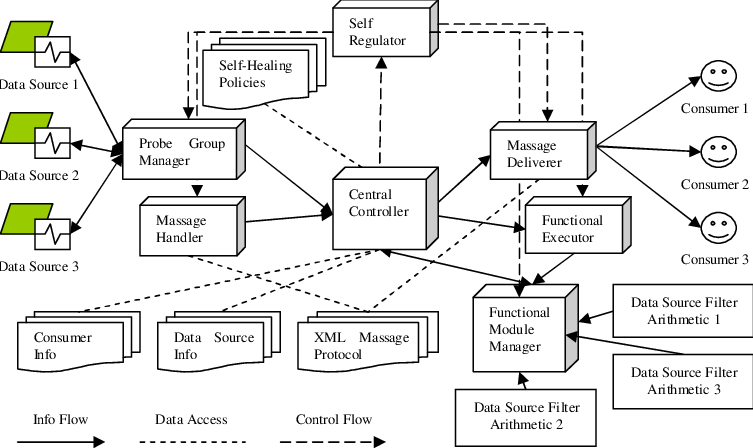 Self
Regulator
Self-Healing
Policies
Data Source 1
Data Source 2
Data Source 3
Probe Group
Manager
Massage
Handler
Central
Controller
Massage
Deliverer
Functional
Executor
Consumer 1
Consumer 2
Consumer 3
Consumer
Info
Data Source
Info
XML Massage
Protocol
Functional
Module
Manager
Data Source Filter
Arithmetic 1
Data Source Filter
Arithmetic 3
Data Source Filter
Arithmetic 2
Info Flow
Data Access
Control Flow